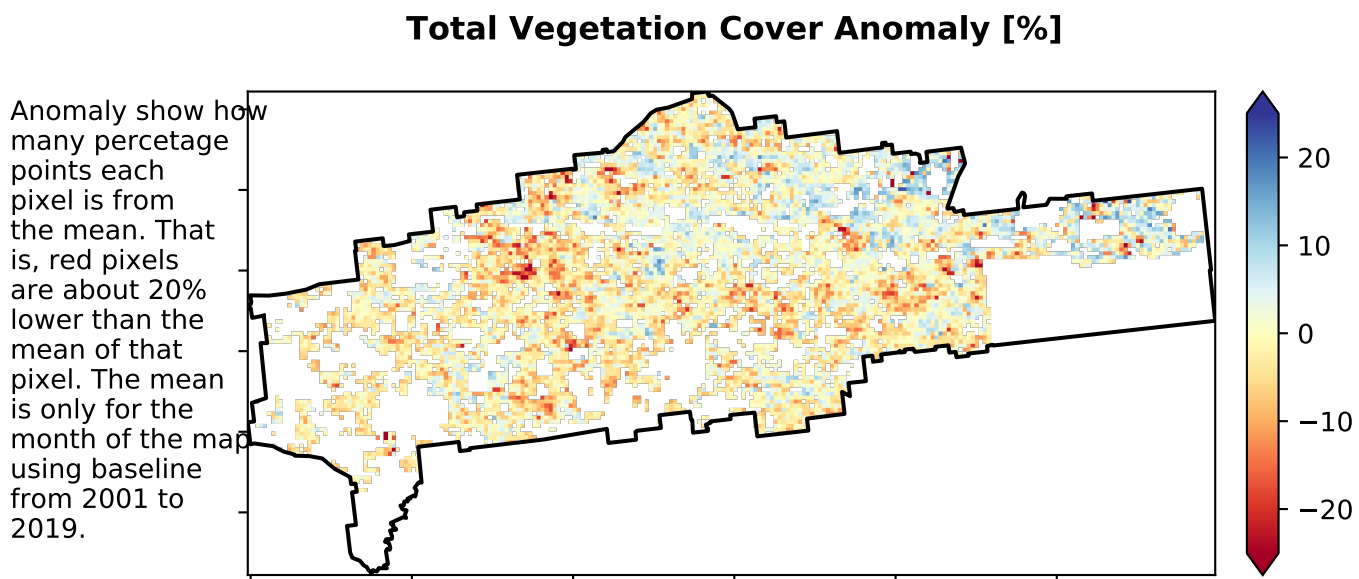 Total Vegetation Cover Anomaly [%]
Anomaly show how
many percetage
points each
pixel is from
the mean. That
is, red pixels
are about 20%
lower than the
mean of that
pixel. The mean
is only for the
month of the map
using baseline
from 2001 to
2019.
20
10
0
−10
−20